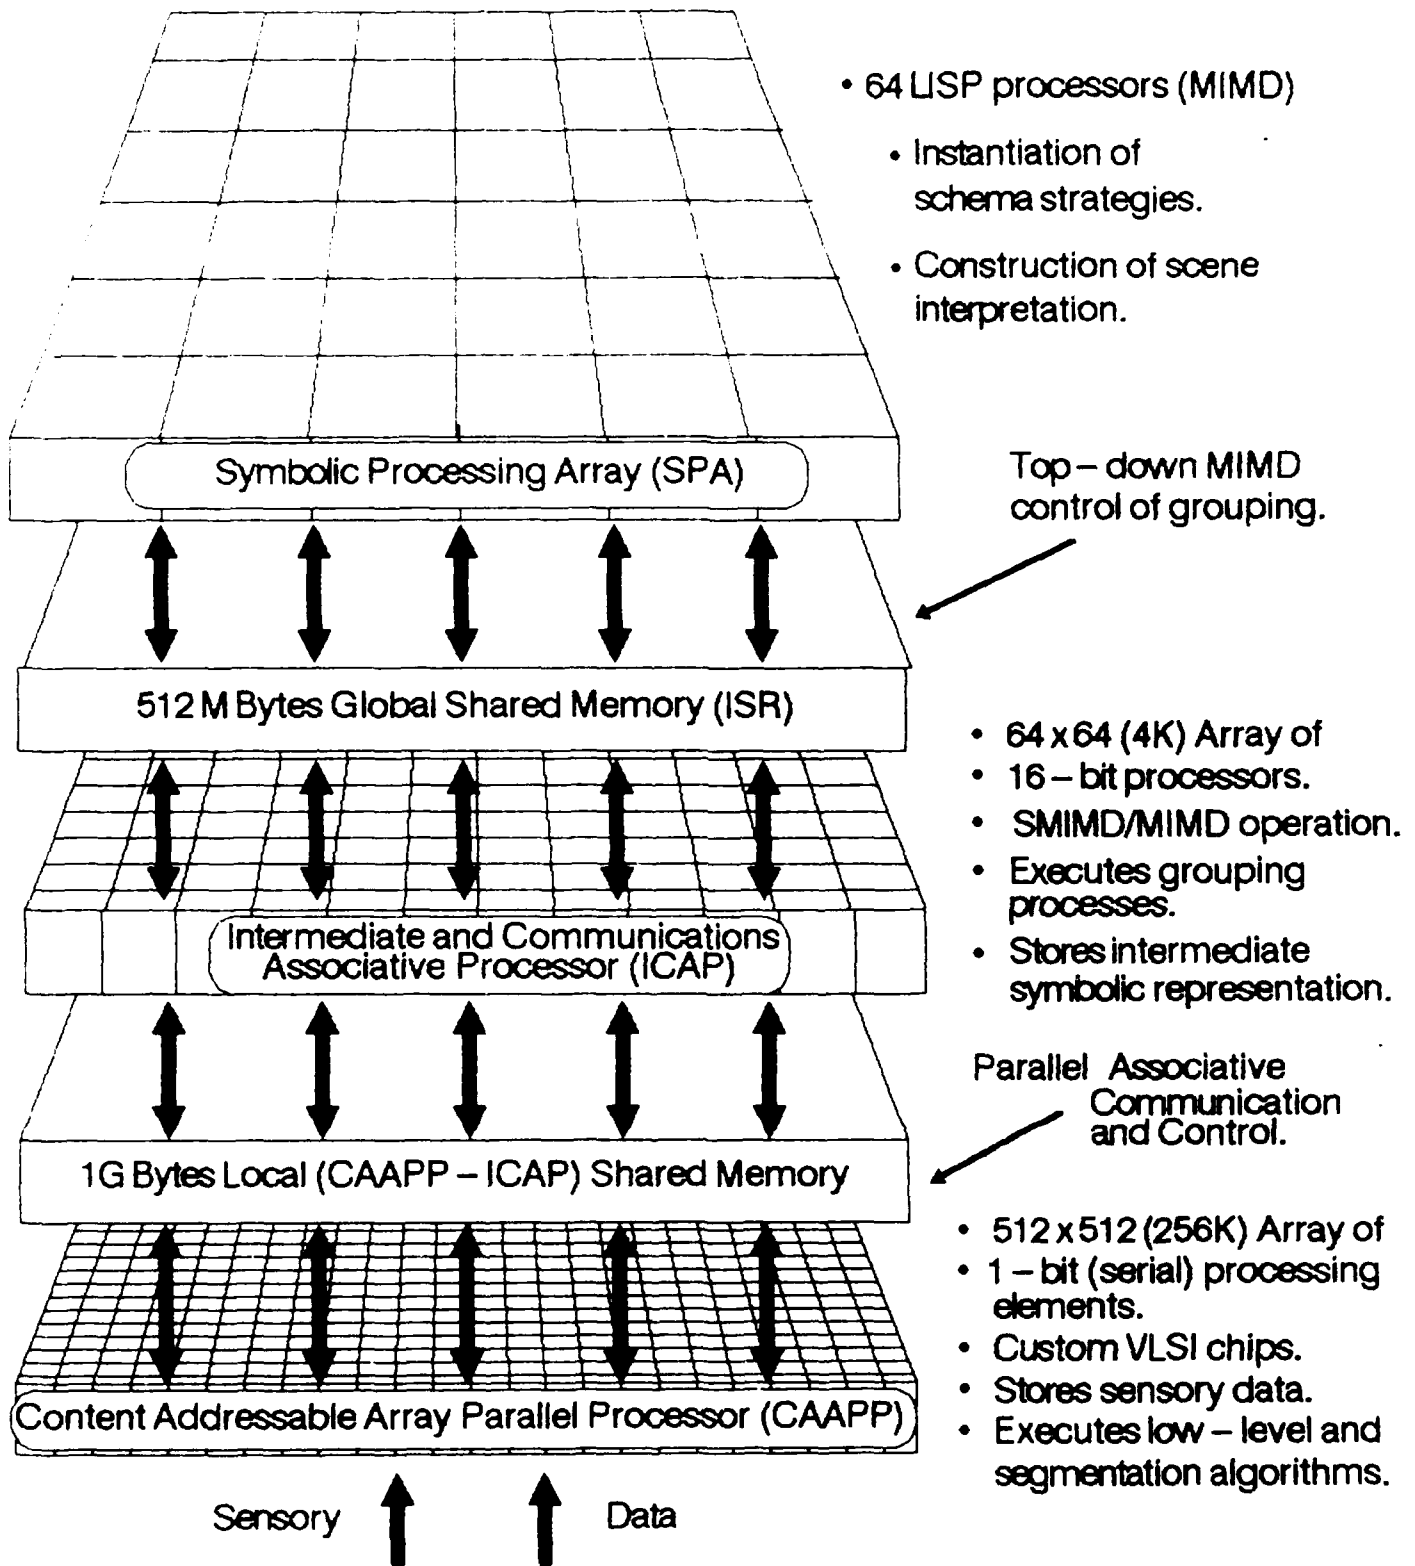 • 64 LISP processors (MIMD)
• Instantiation of
schema strategies.
• Construction of scene
interpretation.
Symbolic Processing Array (SPA)
Top – down MIMD
control of grouping.
512 M Bytes Global Shared Memory (ISR)
• 64 x 64 (4K) Array of
• 16 – bit processors.
• SMIMD/MIMD operation.
• Executes grouping
processes.
• Stores intermediate
symbolic representation.
Intermediate and Communications
Associative Processor (ICAP)
Parallel Associative
Communication
and Control.
1G Bytes Local (CAAPP – ICAP) Shared Memory
• 512 x 512 (256K) Array of
• 1 – bit (serial) processing
elements.
• Custom VLSI chips.
• Stores sensory data.
• Executes low – level and
segmentation algorithms.
Content Addressable Array Parallel Processor (CAAPP)
Sensory Data